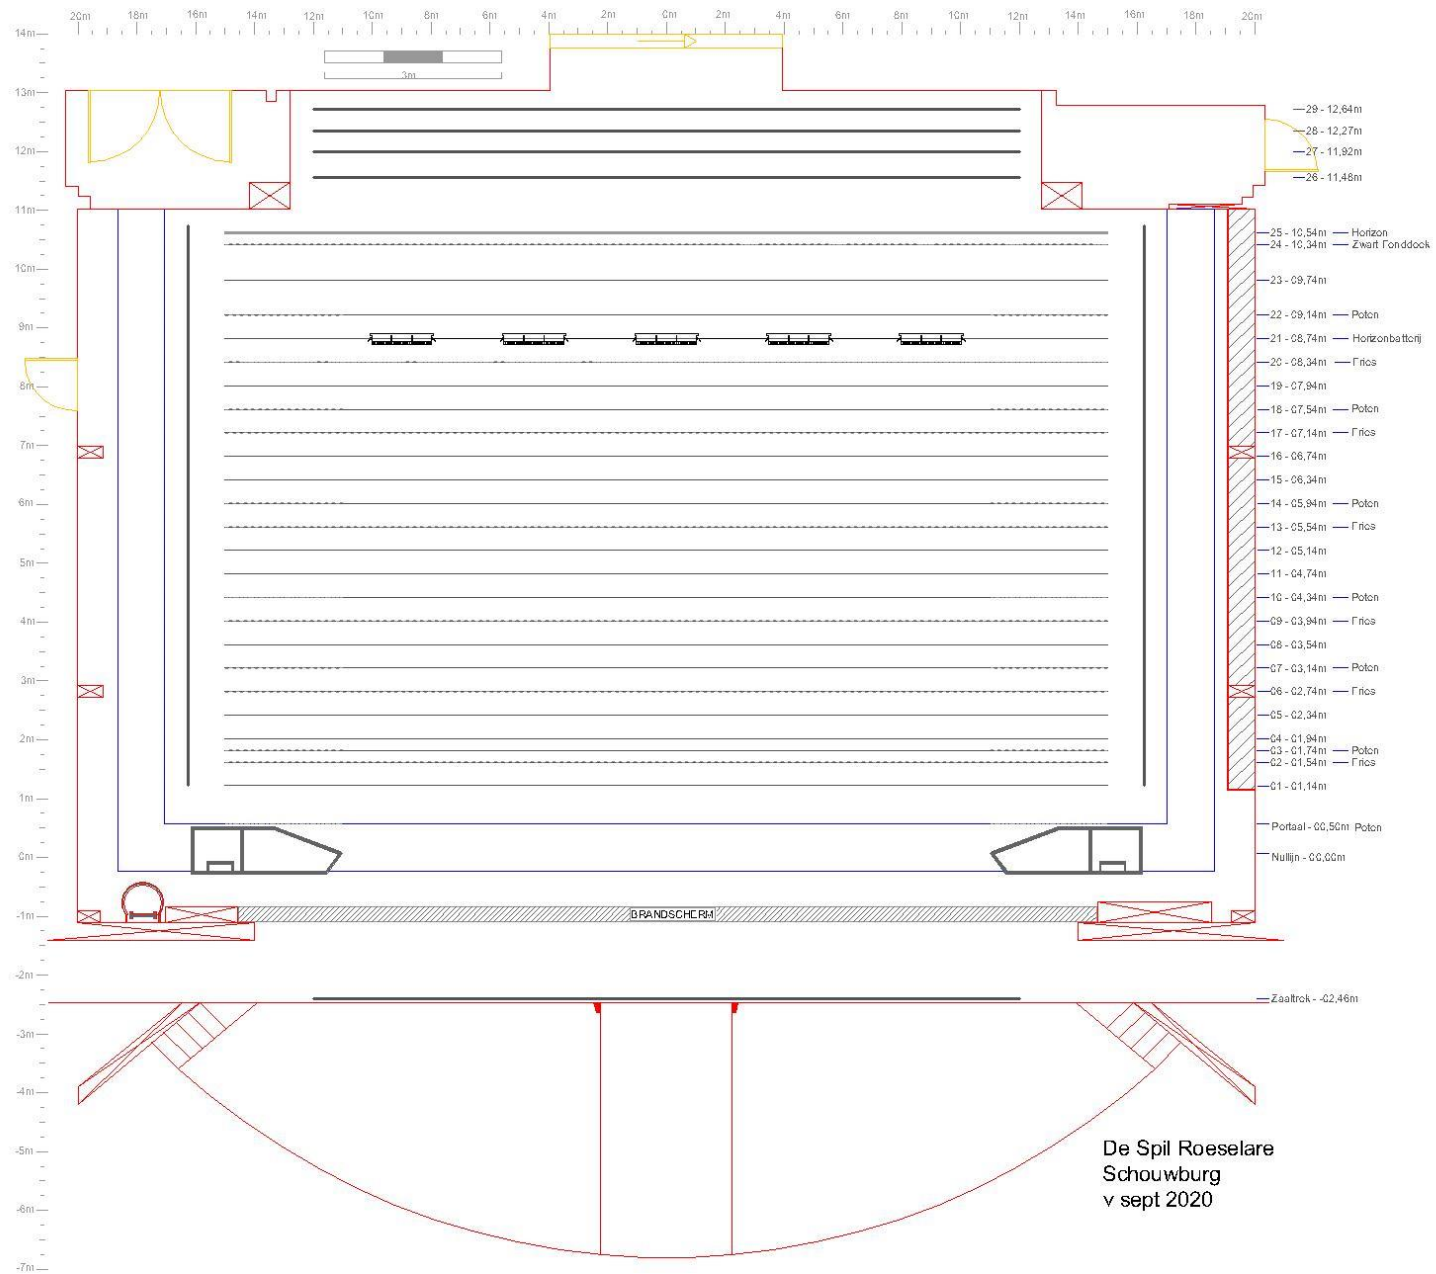 20m 18m 16m 14m 12m 10m 8m 6m 4m 2m 0m 2m 4m 6m 8m 10m 12m 14m 16m 18m 20m
14m
3m
13m
29 - 12,64m
28 - 12,27m
12m
27 - 11,92m
26 - 11,48m
11m
25 - 10,54m Horizon
24 - 10,34m Zwart Fonddoek
10m
23 - 09,74m
22 - 09,14m Poten
9m
21 - 08,74m Horizonbatterij
20 - 08,34m Fries
8m
19 - 07,94m
18 - 07,54m Poten
17 - 07,14m Fries
7m
16 - 06,74m
15 - 06,34m
6m
14 - 05,94m Poten
13 - 05,54m Fries
12 - 05,14m
5m
11 - 04,74m
10 - 04,34m Poten
4m
09 - 03,94m Fries
08 - 03,54m
07 - 03,14m Poten
3m
06 - 02,74m Fries
05 - 02,34m
2m
04 - 01,94m
03 - 01,74m Poten
02 - 01,54m Fries
01 - 01,14m
1m
Portaal - 00,50m Poten
0m
Nullijn - 00,00m
-1m
BRANDSCHERM
-2m
Zaaltrek - -02,46m
-3m
-4m
-5m
De Spil Roeselare
Schouwburg
v sept 2020
-6m
-7m